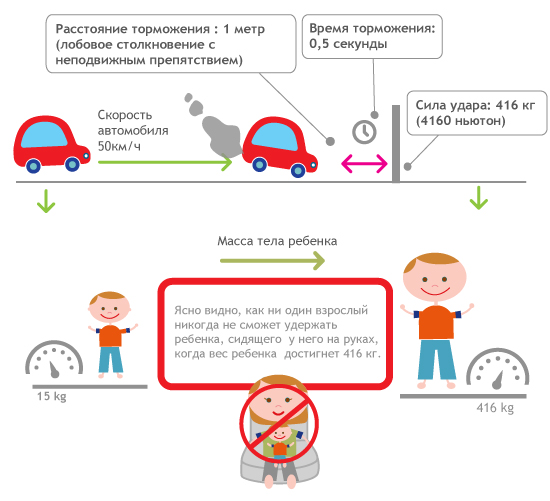 Расстояние торможения : 1 метр
(лобовое столкновение с
неподвижным препятствием)
Время торможения:
0,5 секунды
Скорость
автомобиля
50км/ч
Сила удара: 416 кг
(4160 ньютон)
Масса тела ребенка
Ясно видно, как ни один взрослый
никогда не сможет удержать
ребенка, сидящего у него на руках,
когда вес ребенка достигнет 416 кг.
15 kg
416 kg